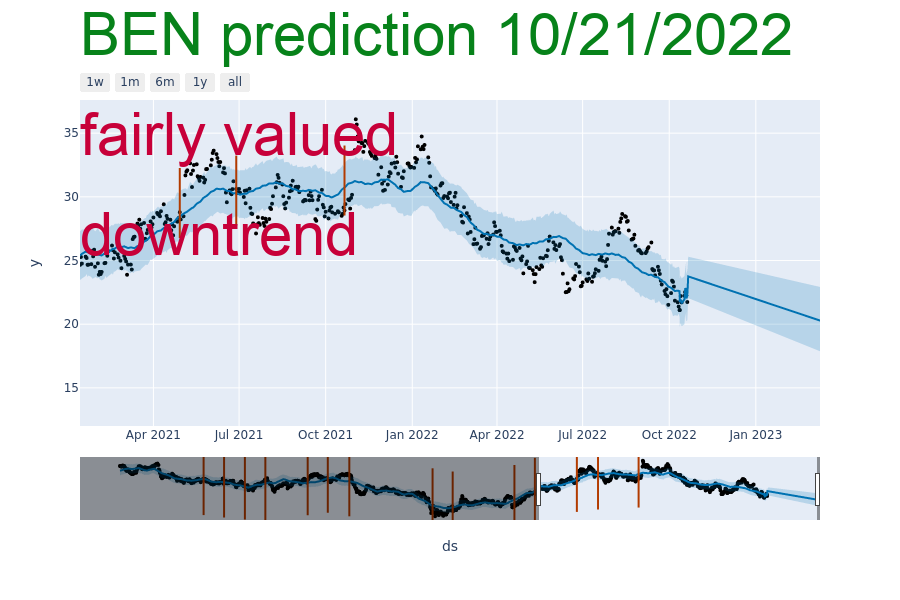 BEN prediction 10/21/2022
1w 1m 6m 1y all
fairly valued
downtrend
35
30
25
20
15
y
Apr 2021 Jul 2021 Oct 2021 Jan 2022 Apr 2022 Jul 2022 Oct 2022 Jan 2023
ds